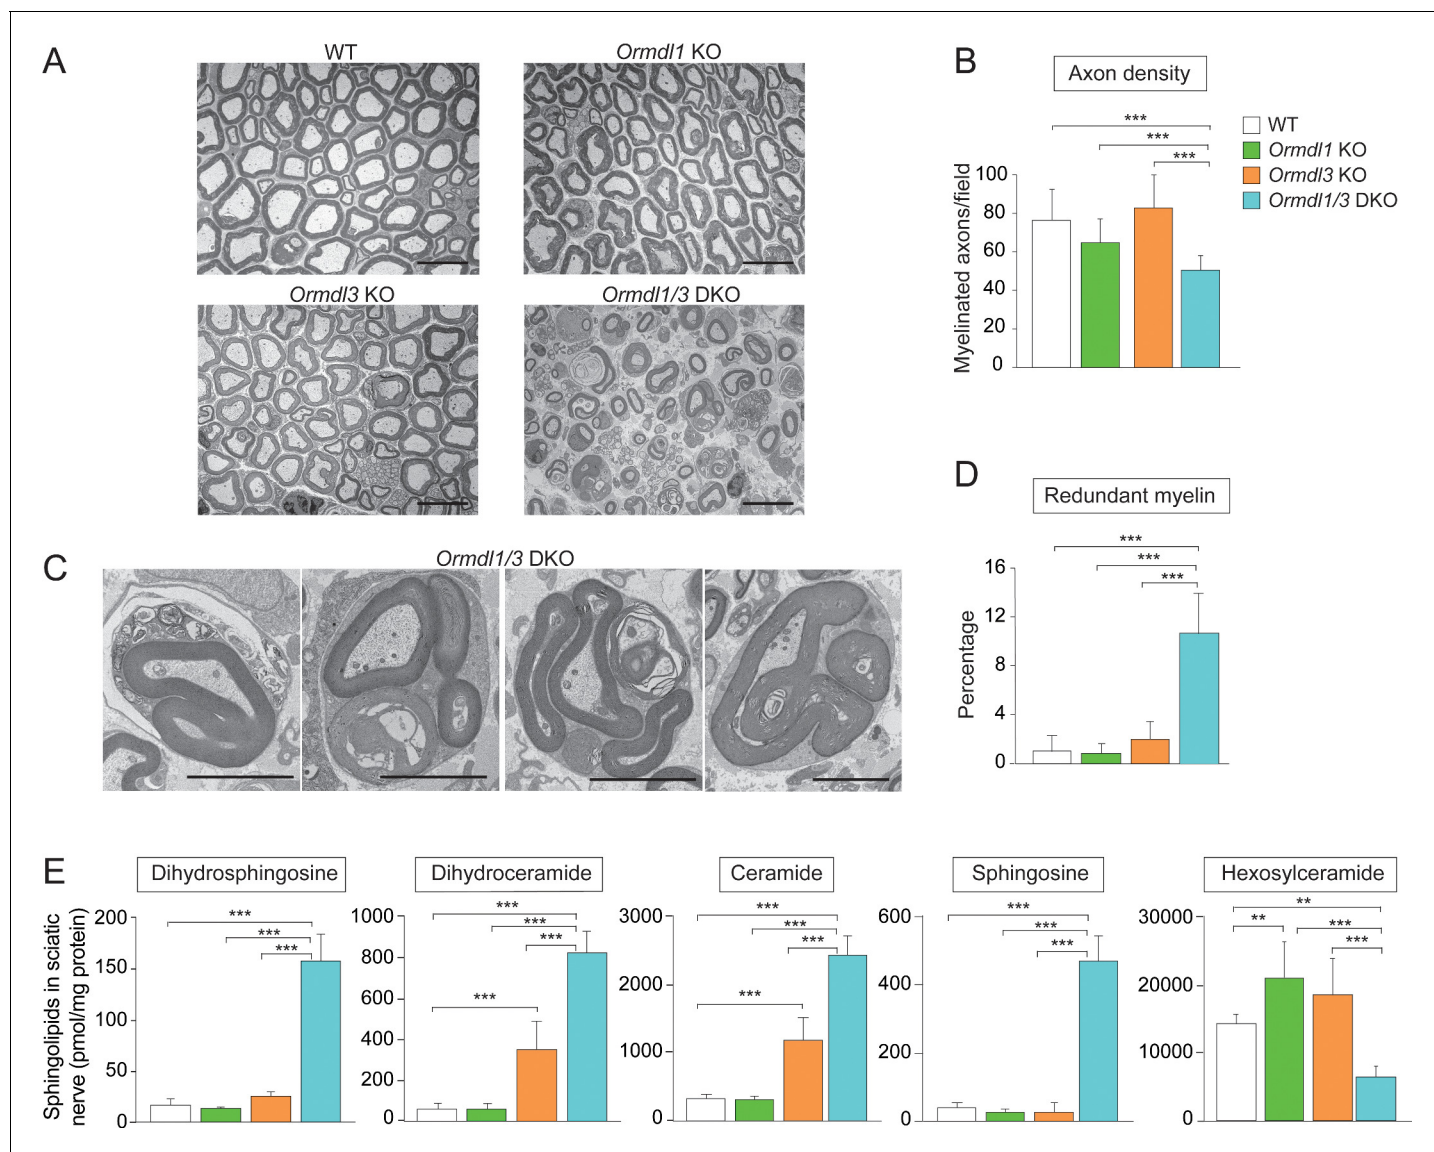 A
WT
Ormdl1 KO
Ormdl3 KO
Ormdl1/3 DKO
B
Axon density
***
***
***
WT
Ormdl1 KO
Ormdl3 KO
Ormdl1/3 DKO
Myelinated axons/field
100
80
60
40
20
0
C
Ormdl1/3 DKO
D
Redundant myelin
***
***
***
Percentage
16
12
8
4
0
E
Sphingolipids in sciatic
nerve (pmol/mg protein)
Dihydrosphingosine
***
***
***
200
150
100
50
0
Dihydroceramide
***
***
***
***
1000
800
600
400
200
0
Ceramide
***
***
***
***
3000
2000
1000
0
Sphingosine
***
***
***
600
400
200
0
Hexosylceramide
**
**
***
***
30000
20000
10000
0